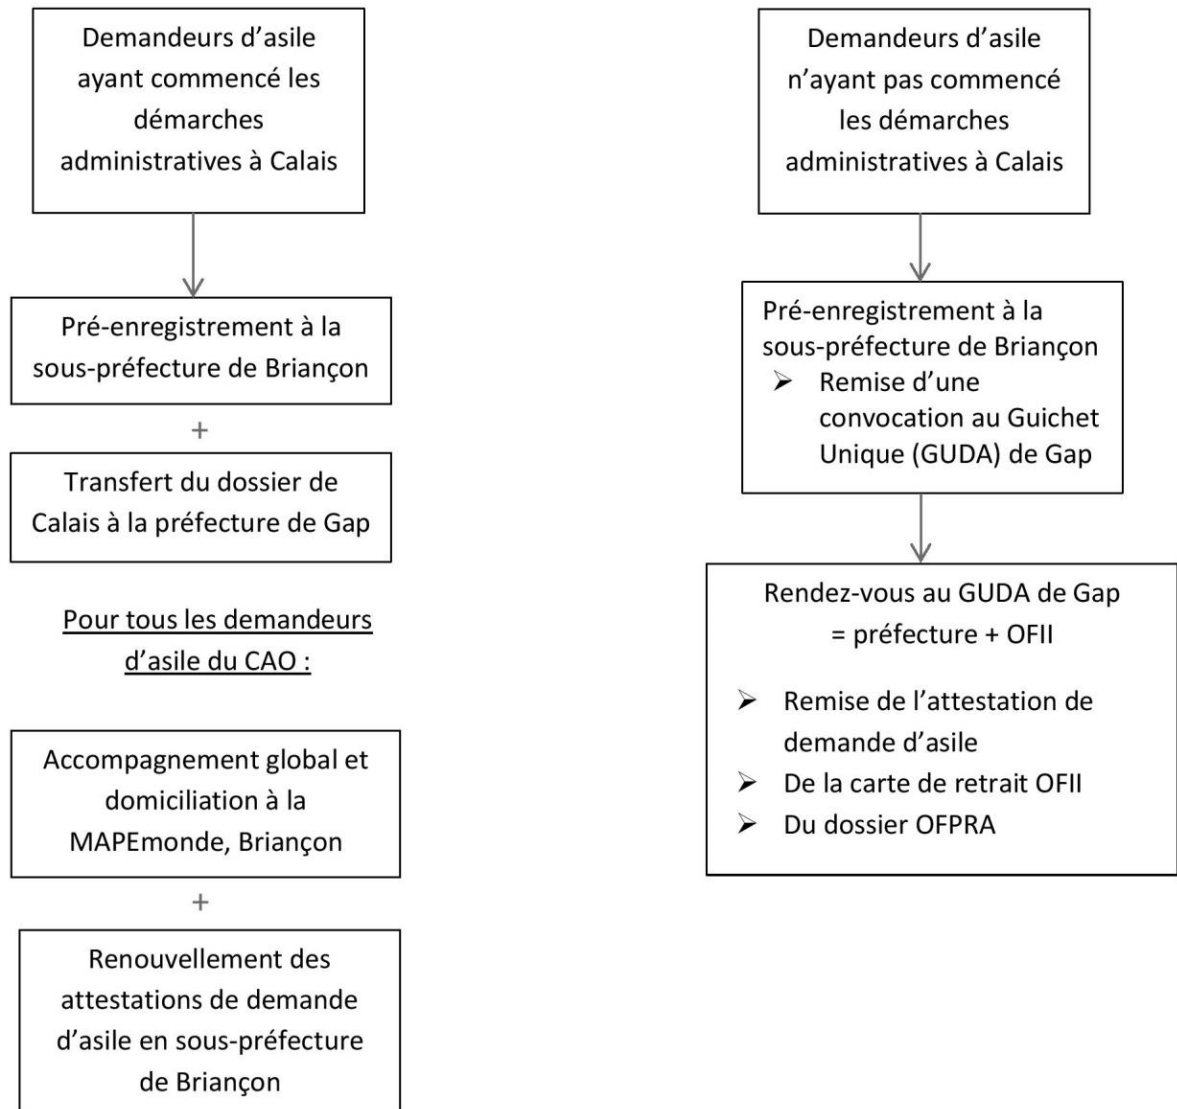 Demandeurs d’asile
ayant commencé les
démarches
administratives à Calais
Pré-enregistrement à la
sous-préfecture de Briançon
+
Transfert du dossier de
Calais à la préfecture de Gap
Pour tous les demandeurs
d’asile du CAO :
Accompagnement global et
domiciliation à la
MAPEmonde, Briançon
+
Renouvellement des
attestations de demande
d’asile en sous-préfecture
de Briançon
Demandeurs d’asile
n’ayant pas commencé
les démarches
administratives à Calais
Pré-enregistrement à la
sous-préfecture de Briançon
➢ Remise d’une
convocation au Guichet
Unique (GUDA) de Gap
Rendez-vous au GUDA de Gap
= préfecture + OFII
➢ Remise de l’attestation de
demande d’asile
➢ De la carte de retrait OFII
➢ Du dossier OFPRA